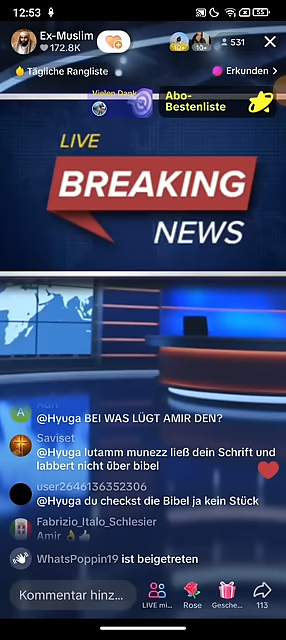 12:53
55
Ex-Muslim
172.8K
10+
10+
531
Tägliche Rangliste
Erkunden
Vielen Dank
Abo-
Bestenliste
LIVE
BREAKING
NEWS
A
@Hyuga BEI WAS LÜGT AMIR DEN?
Saviset
@Hyuga lutamm munezz ließ dein Schrift und
labbert nicht über bibel
user2646136352306
@Hyuga du checkst die Bibel ja kein Stück
Fabrizio_Italo_Schlesier
Amir 👌👍
WhatsPoppin19 ist beigetreten
Kommentar hinz...
LIVE mi...
Rose
Gesche...
113